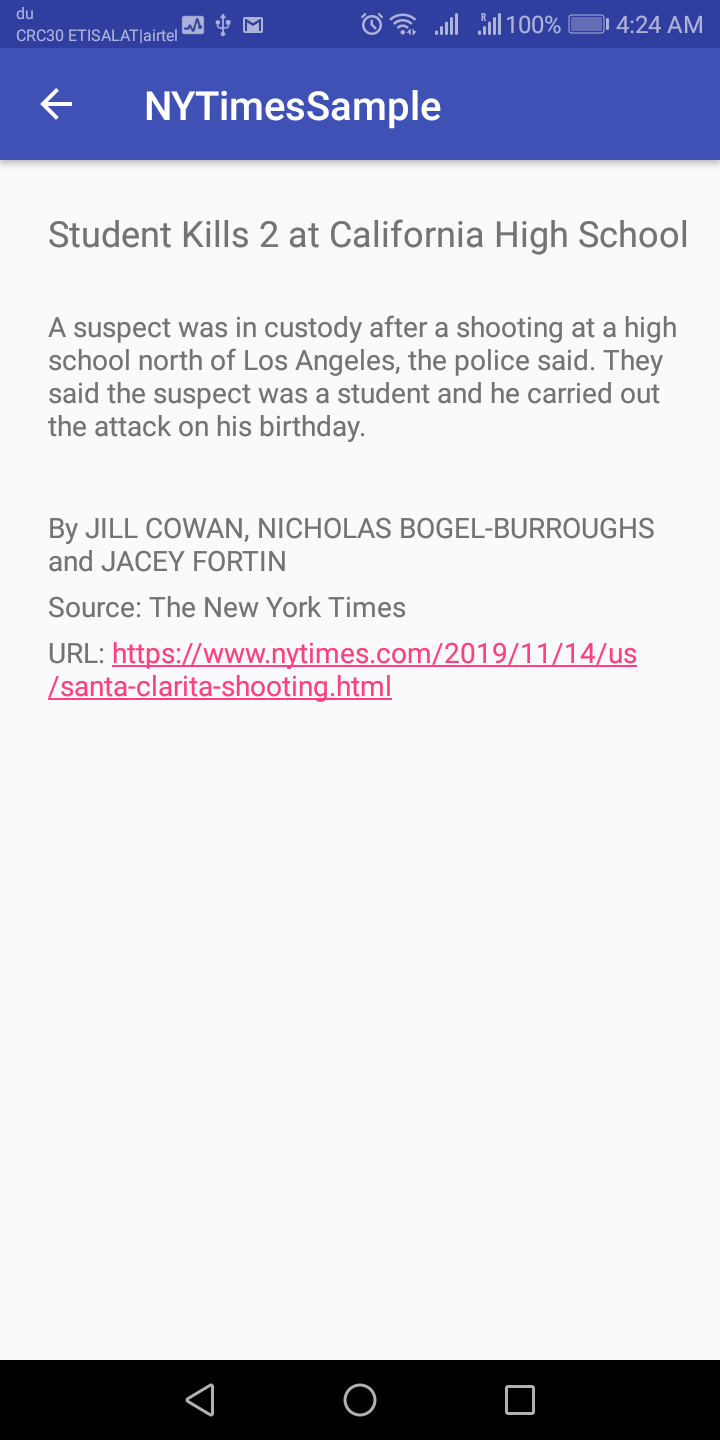 du
CRC30 ETISALAT|airtel
R
100%
4:24 AM
NYTimesSample
Student Kills 2 at California High School
A suspect was in custody after a shooting at a high
school north of Los Angeles, the police said. They
said the suspect was a student and he carried out
the attack on his birthday.
By JILL COWAN, NICHOLAS BOGEL-BURROUGHS
and JACEY FORTIN
Source: The New York Times
URL: https://www.nytimes.com/2019/11/14/us
/santa-clarita-shooting.html